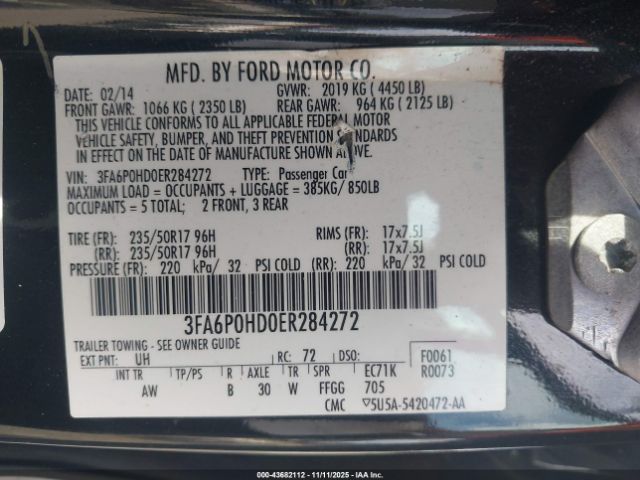 MFD. BY FORD MOTOR CO.
DATE: 02/14 GVWR: 2019 KG ( 4450 LB)
FRONT GAWR: 1066 KG ( 2350 LB) REAR GAWR: 964 KG ( 2125 LB)
THIS VEHICLE CONFORMS TO ALL APPLICABLE FEDERAL MOTOR
VEHICLE SAFETY, BUMPER, AND THEFT PREVENTION STANDARDS
IN EFFECT ON THE DATE OF MANUFACTURE SHOWN ABOVE.
VIN: 3FA6P0HD0ER284272 TYPE: Passenger Car
MAXIMUM LOAD = OCCUPANTS + LUGGAGE = 385KG/ 850LB
OCCUPANTS = 5 TOTAL: 2 FRONT, 3 REAR
TIRE (FR): 235/50R17 96H RIMS (FR): 17x7.5J
(RR): 235/50R17 96H (RR): 17x7.5J
PRESSURE (FR): 220 kPa/ 32 PSI COLD (RR): 220 kPa/ 32 PSI COLD
3FA6P0HD0ER284272
TRAILER TOWING - SEE OWNER GUIDE
EXT PNT: UH RC: 72 DSO: F0061
INT TR TP/PS R AXLE TR SPR EC71K R0073
AW B 30 W FFGG 705
CMC ▽5U5A-5420472-AA
000-43682112 - 11/11/2025 - IAAHC.COM